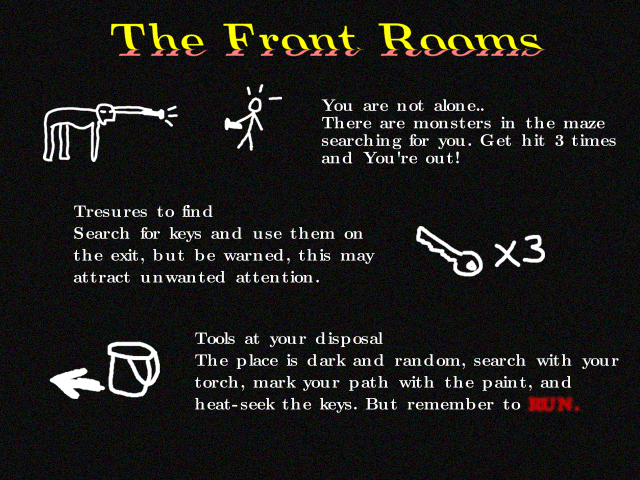 The Front Rooms
You are not alone..
There are monsters in the maze
searching for you. Get hit 3 times
and You're out!
Tresures to find
Search for keys and use them on
the exit, but be warned, this may
attract unwanted attention.
x3
Tools at your disposal
The place is dark and random, search with your
torch, mark your path with the paint, and
heat-seek the keys. But remember to RUN.